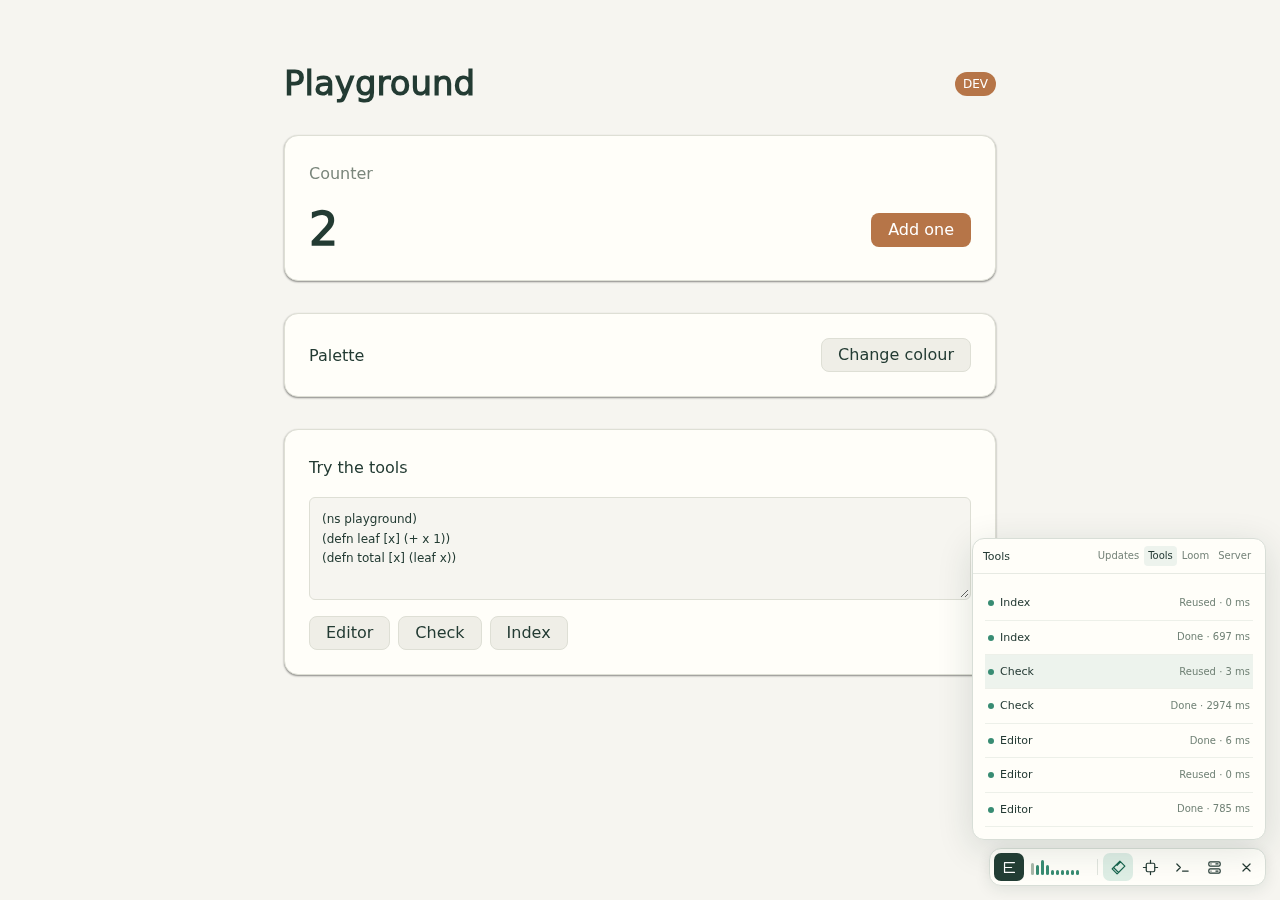 Playground
DEV
Counter
2
Add one
Palette
Change colour
Try the tools
(ns playground)
(defn leaf [x] (+ x 1))
(defn total [x] (leaf x))
Editor Check Index
Tools Updates Tools Loom Server
Index Reused · 0 ms
Index Done · 697 ms
Check Reused · 3 ms
Check Done · 2974 ms
Editor Done · 6 ms
Editor Reused · 0 ms
Editor Done · 785 ms